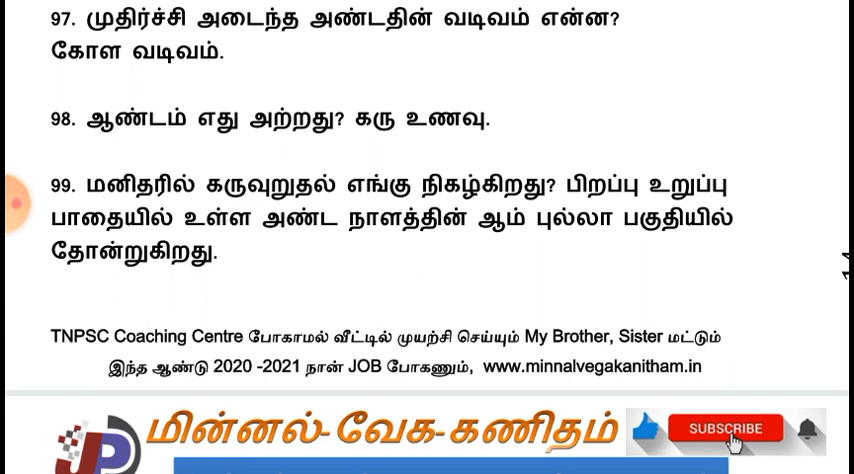 97. முதிர்ச்சி அடைந்த அண்டதின் வடிவம் என்ன?
கோள வடிவம்.
98. ஆண்டம் எது அற்றது? கரு உணவு.
99. மனிதரில் கருவுறுதல் எங்கு நிகழ்கிறது? பிறப்பு உறுப்பு
பாதையில் உள்ள அண்ட நாளத்தின் ஆம் புல்லா பகுதியில்
தோன்றுகிறது.
TNPSC Coaching Centre போகாமல் வீட்டில் முயற்சி செய்யும் My Brother, Sister மட்டும்
இந்த ஆண்டு 2020 -2021 நான் JOB போகணும், www.minnalvegakanitham.in
மின்னல்-வேக-கணிதம்
SUBSCRIBE
JP